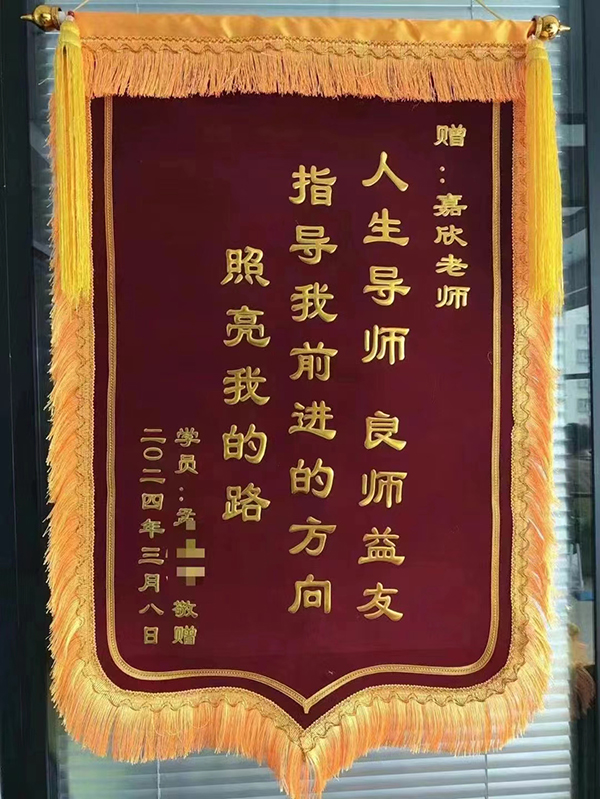 赠：嘉欣老师
人生导师 良师益友
指导我前进的方向
照亮我的路
学员：孟 敬赠
二〇二四年三月八日